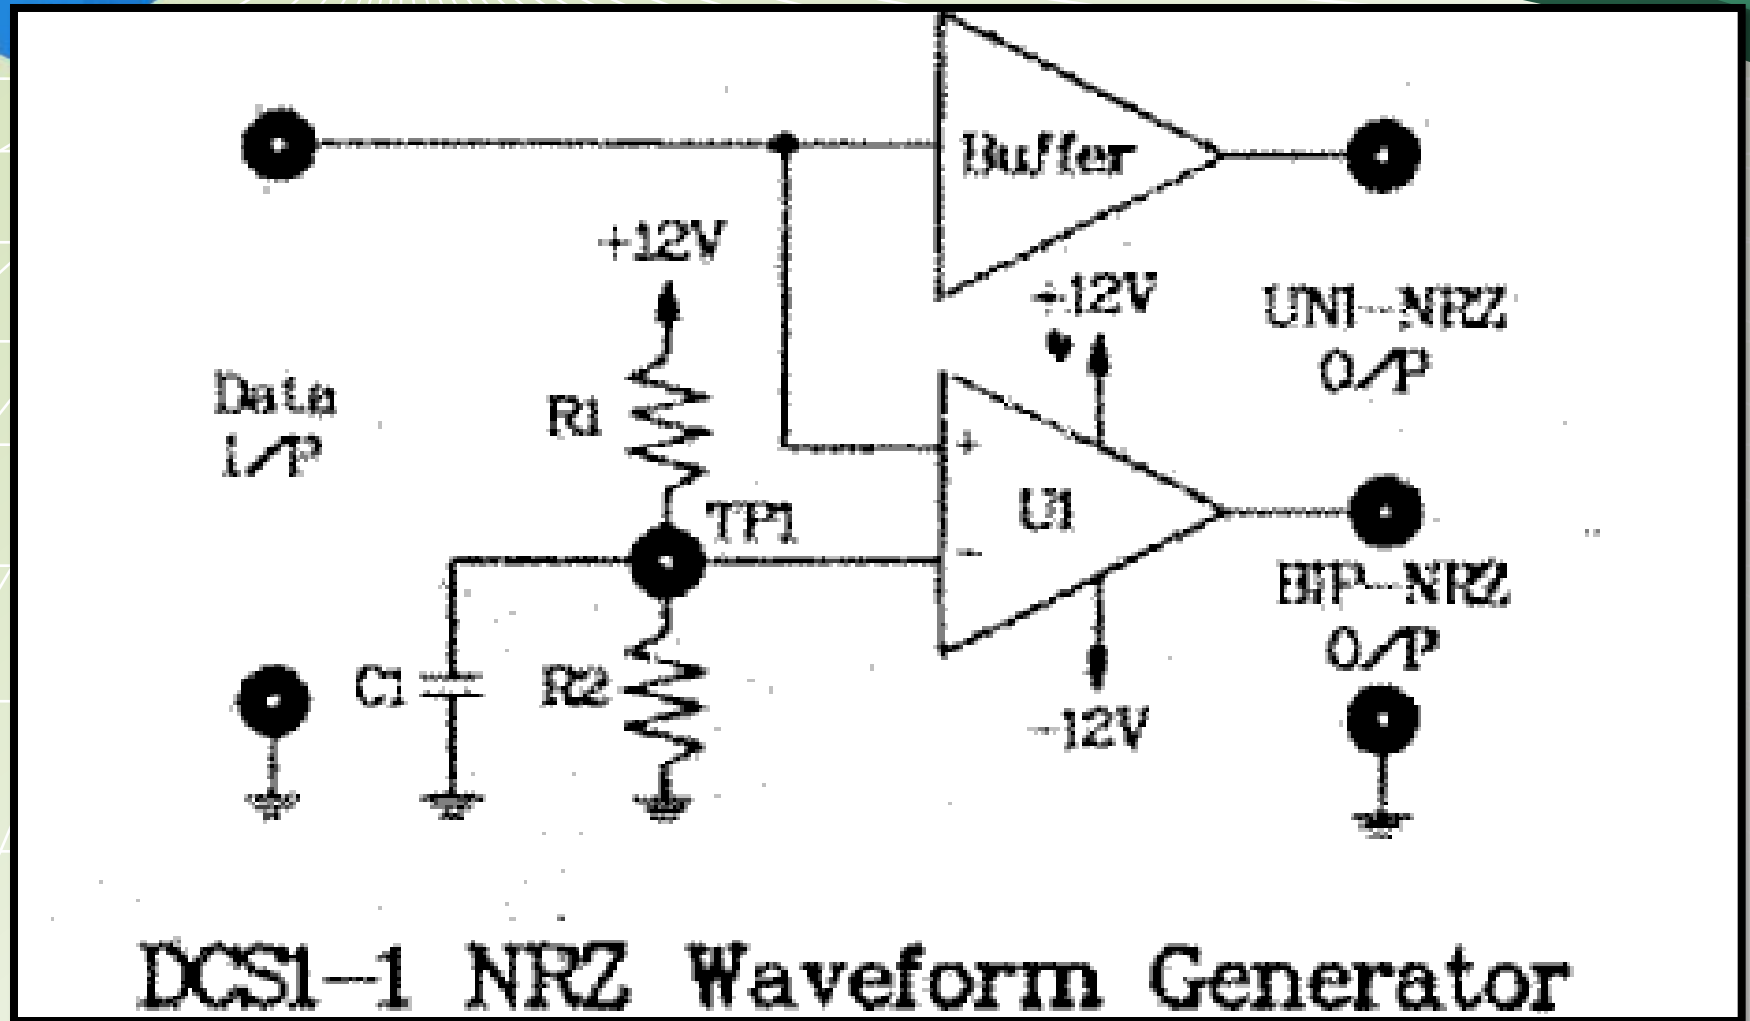 Buffer
+12V
+12V
UNI-NRZ
O/P
Data
I/P
R1
+
U1
TP1
-
BIP-NRZ
O/P
C1
R2
-12V
DCS1-1 NRZ Waveform Generator